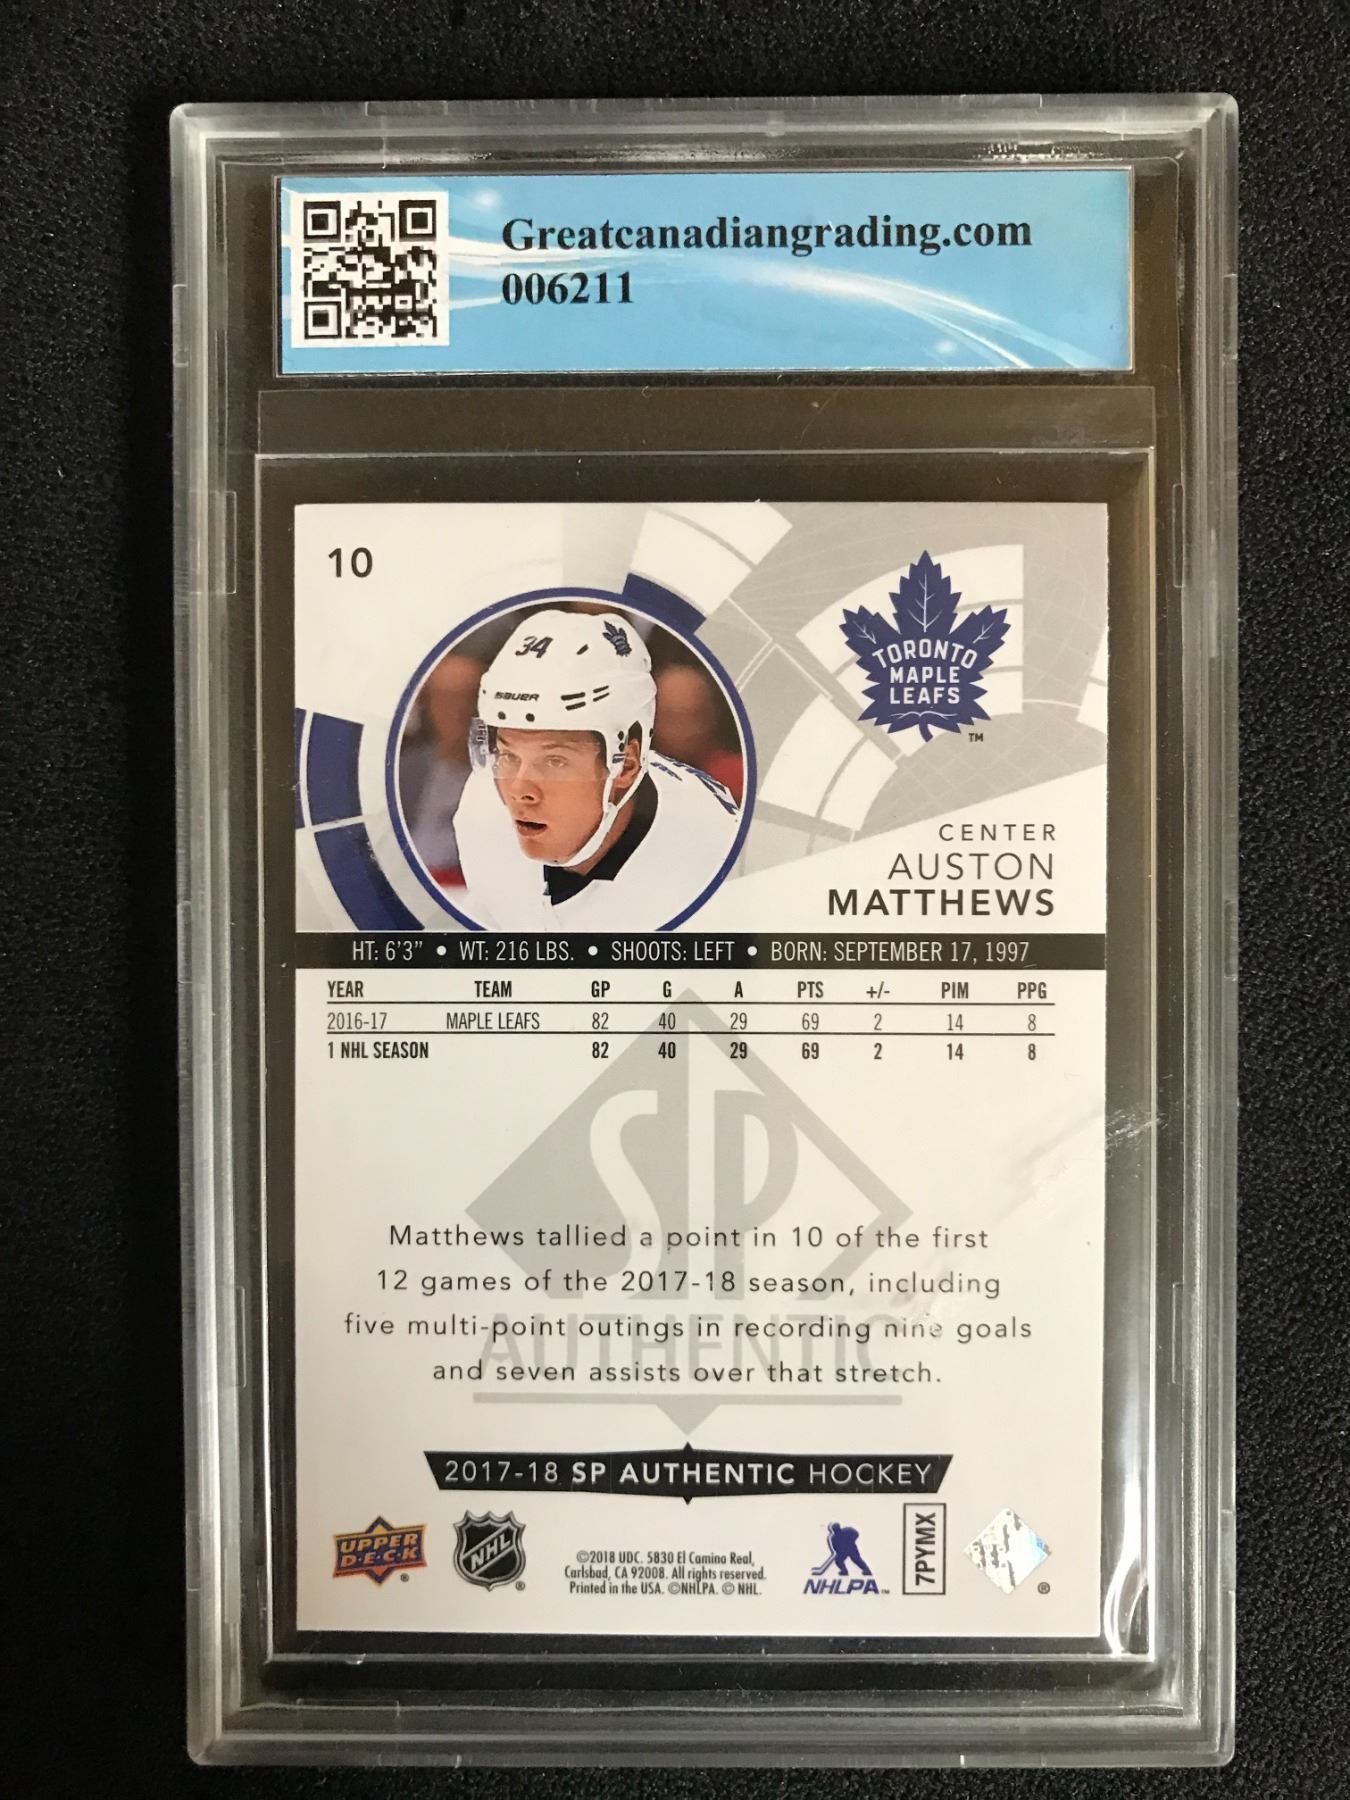 Greatcanadiangrading.com
006211
10
34
BAUER
TORONTO
MAPLE
LEAFS
TM
CENTER
AUSTON
MATTHEWS
HT: 6'3" • WT: 216 LBS. • SHOOTS: LEFT • BORN: SEPTEMBER 17, 1997
YEAR TEAM GP G A PTS +/- PIM PPG
2016-17 MAPLE LEAFS 82 40 29 69 2 14 8
1 NHL SEASON 82 40 29 69 2 14 8
SP
AUTHENTIC
Matthews tallied a point in 10 of the first
12 games of the 2017-18 season, including
five multi-point outings in recording nine goals
and seven assists over that stretch.
2017-18 SP AUTHENTIC HOCKEY
UPPER
D•E•C•K
®
NHL
®
©2018 UDC. 5830 El Camino Real,
Carlsbad, CA 92008. All rights reserved.
Printed in the USA. ©NHLPA. © NHL.
NHLPA™
7PYMX
®